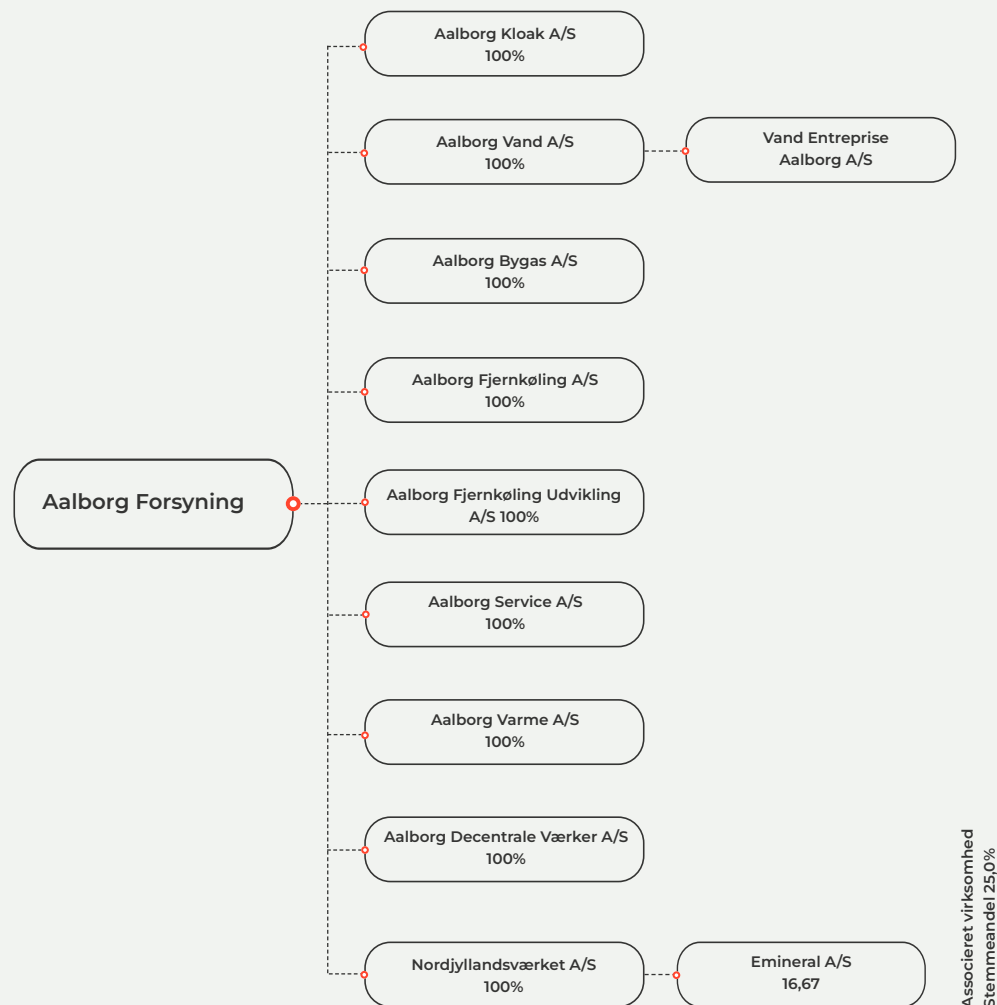 Aalborg Kloak A/S
100%
Aalborg Vand A/S
100%
Vand Entreprise
Aalborg A/S
Aalborg Bygas A/S
100%
Aalborg Fjernkøling A/S
100%
Aalborg Forsyning
Aalborg Fjernkøling Udvikling
A/S 100%
Aalborg Service A/S
100%
Aalborg Varme A/S
100%
Aalborg Decentrale Værker A/S
100%
Nordjyllandsværket A/S
100%
Emineral A/S
16,67
Associeret virksomhed
Stemmeandel 25,0%